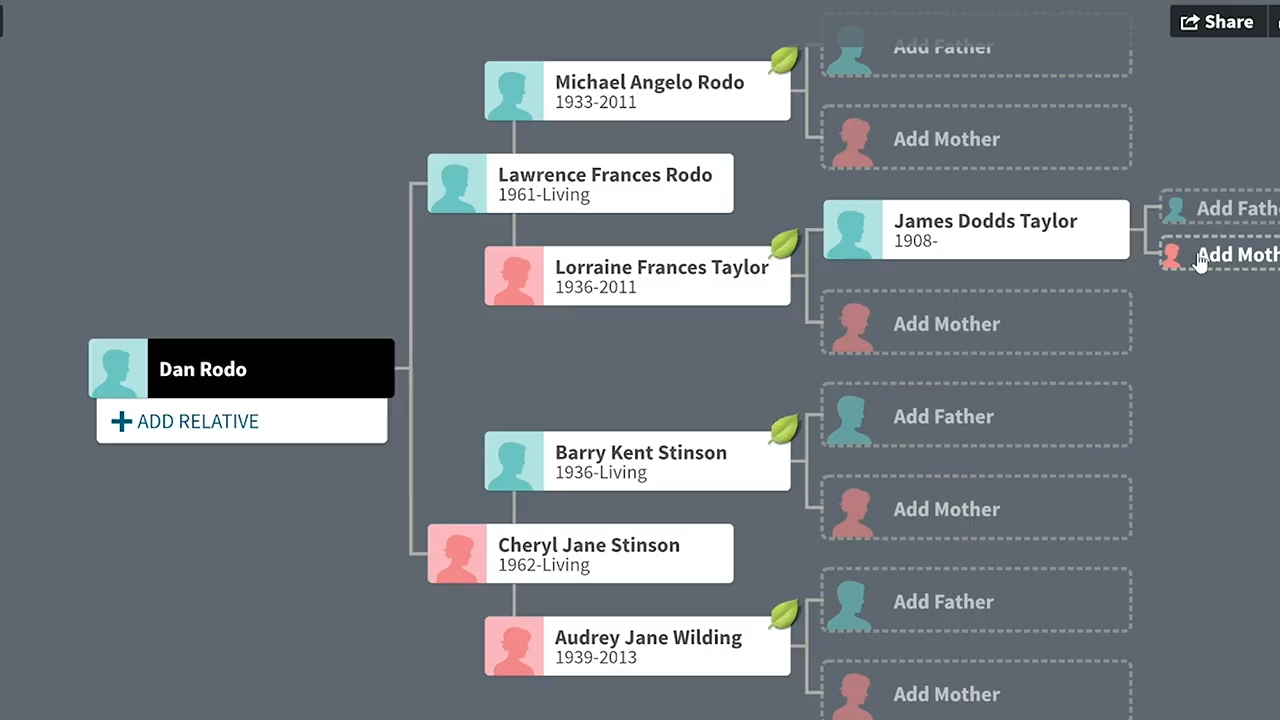 Share
Add Father
Michael Angelo Rodo
1933-2011
Add Mother
Lawrence Frances Rodo
1961-Living
James Dodds Taylor
1908-
Add Fath
Add Moth
Lorraine Frances Taylor
1936-2011
Add Mother
Dan Rodo
ADD RELATIVE
Add Father
Barry Kent Stinson
1936-Living
Add Mother
Cheryl Jane Stinson
1962-Living
Add Father
Audrey Jane Wilding
1939-2013
Add Mother